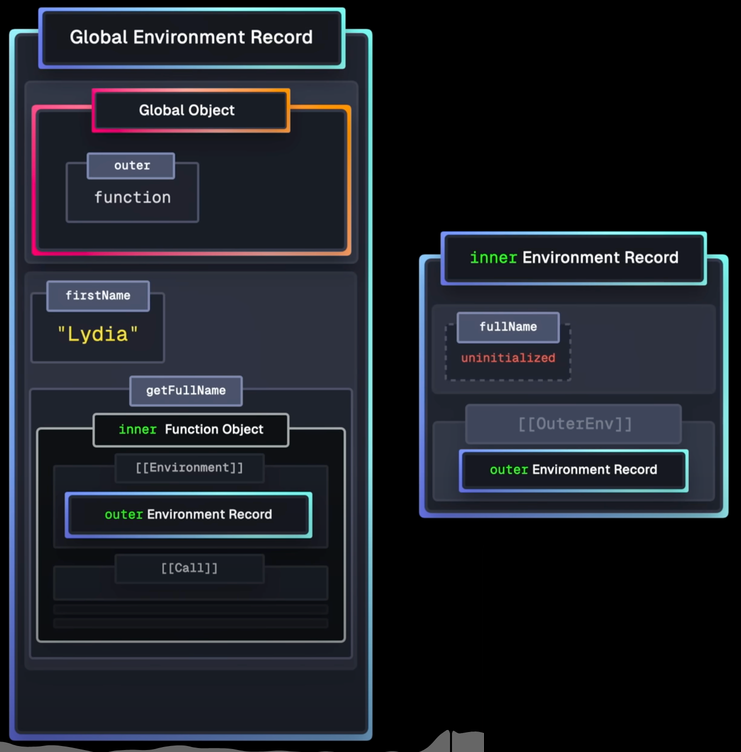 Global Environment Record
Global Object
outer
function
firstName
"Lydia"
getFullName
inner Function Object
[[Environment]]
outer Environment Record
[[Call]]
inner Environment Record
fullName
uninitialized
[[OuterEnv]]
outer Environment Record